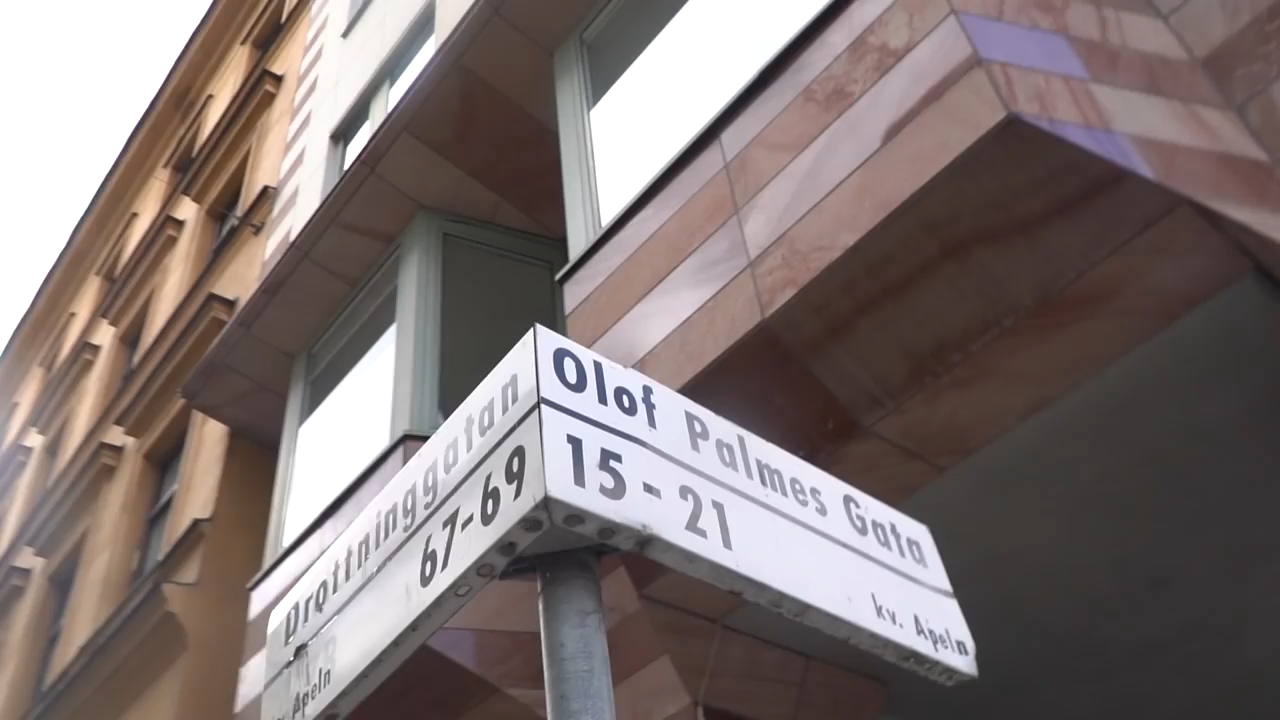 Drottninggatan
67-69
kv. Apeln
Olof Palmes Gata
15-21
kv. Apeln